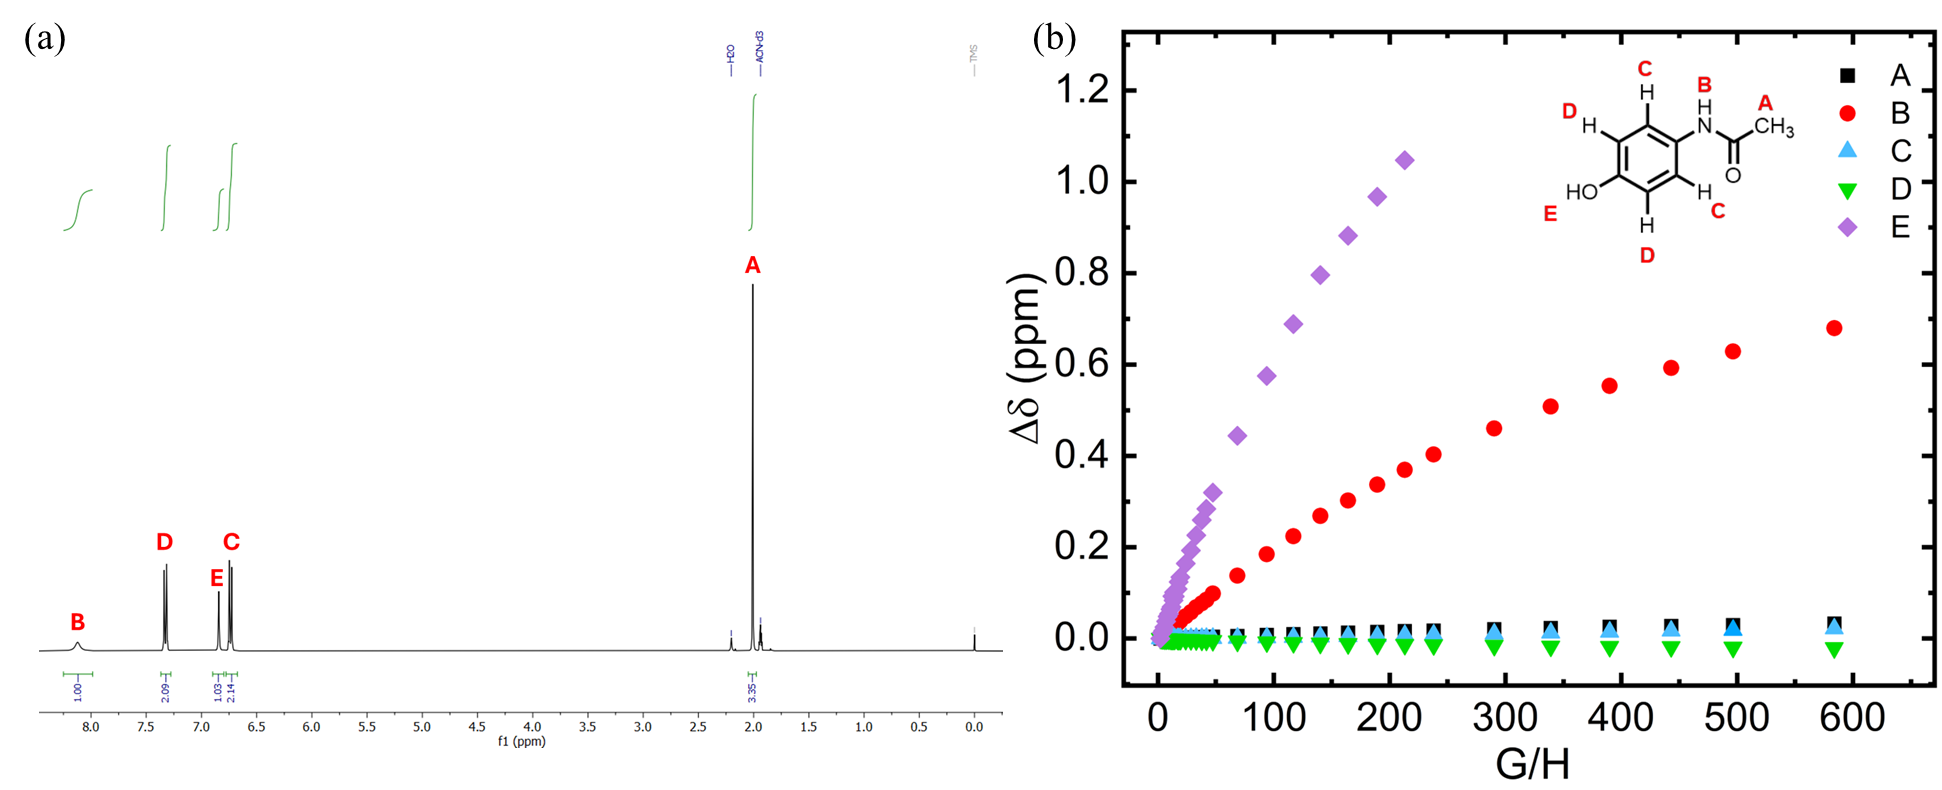 (a)
H2O
ACN-d3
TMS
A
D
C
E
B
1.00
2.09
1.03
2.14
3.35
8.0 7.5 7.0 6.5 6.0 5.5 5.0 4.5 4.0 3.5 3.0 2.5 2.0 1.5 1.0 0.5 0.0
f1 (ppm)
(b)
Δδ (ppm)
1.2
1.0
0.8
0.6
0.4
0.2
0.0
0 100 200 300 400 500 600
G/H
C
H
B
H
N
A
CH3
D
H
O
HO
E
H
C
H
D
A
B
C
D
E